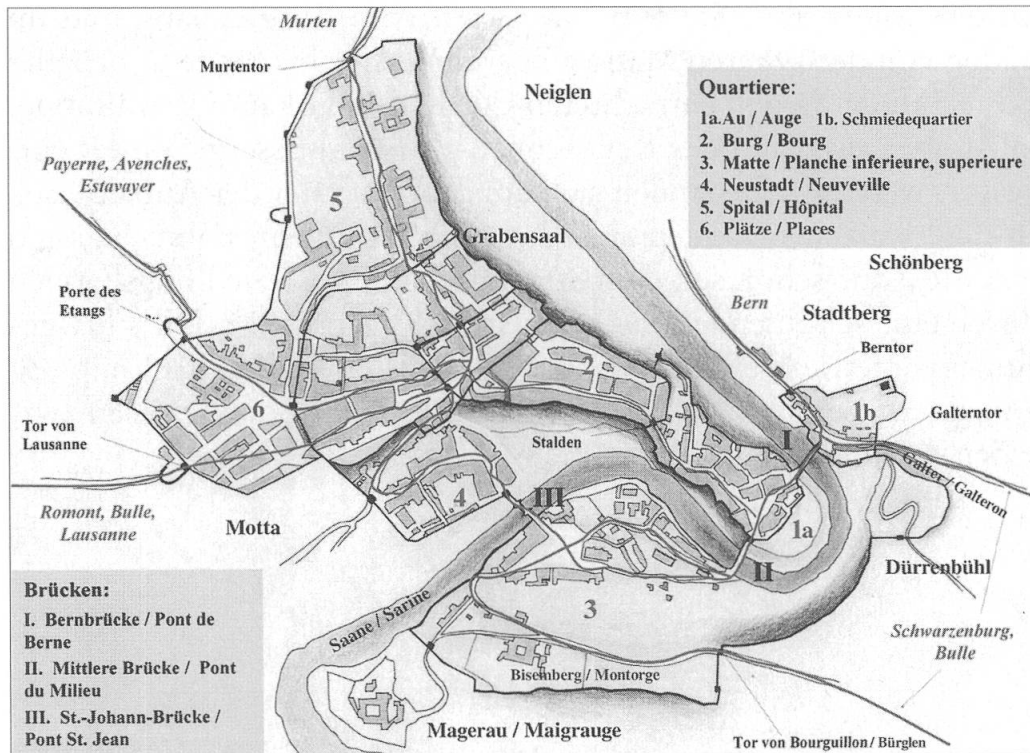 Murten
Murtentor
Neiglen
Quartiere:
1a.Au / Auge 1b. Schmiedequartier
2. Burg / Bourg
3. Matte / Planche inferieure, superieure
4. Neustadt / Neuveville
5. Spital / Hôpital
6. Plätze / Places
Payerne, Avenches,
Estavayer
5
Grabensaal
Schönberg
Bern
Stadtberg
Porte des
Etangs
Berntor
2
1b
6
Galterntor
Tor von
Lausanne
Stalden
I
Galter / Galteron
4
III
1a
Romont, Bulle,
Lausanne
Motta
II
Dürrenbühl
Brücken:
I. Bernbrücke / Pont de
Berne
II. Mittlere Brücke / Pont
du Milieu
III. St.-Johann-Brücke /
Pont St. Jean
Saane / Sarine
3
Schwarzenburg,
Bulle
Bisemberg / Montorge
Magerau / Maigrauge
Tor von Bourguillon / Bürglen